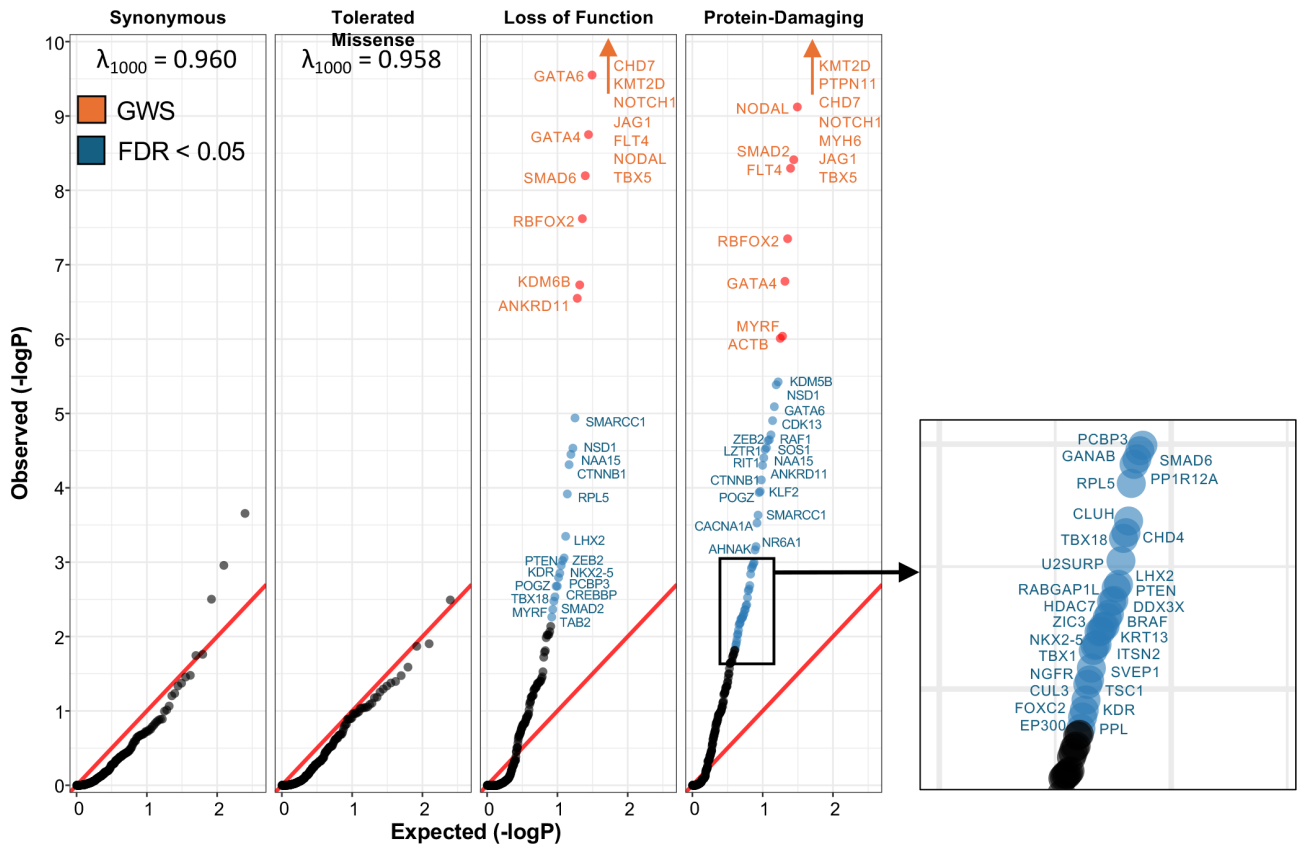 Synonymous
Tolerated
Missense
Loss of Function
Protein-Damaging
λ1000 = 0.960
λ1000 = 0.958
GWS
FDR < 0.05
Observed (-logP)
10
9
8
7
6
5
4
3
2
1
0
GATA6
GATA4
SMAD6
RBFOX2
KDM6B
ANKRD11
CHD7
KMT2D
NOTCH1
JAG1
FLT4
NODAL
TBX5
SMARCC1
NSD1
NAA15
CTNNB1
RPL5
LHX2
PTEN ZEB2
KDR NKX2-5
POGZ PCBP3
TBX18 CREBBP
MYRF SMAD2
TAB2
KMT2D
PTPN11
CHD7
NOTCH1
MYH6
JAG1
TBX5
NODAL
SMAD2
FLT4
RBFOX2
GATA4
MYRF
ACTB
KDM5B
NSD1
GATA6
CDK13
ZEB2 RAF1
LZTR1 SOS1
RIT1 NAA15
ANKRD11
CTNNB1
POGZ KLF2
SMARCC1
CACNA1A
NR6A1
AHNAK
PCBP3
GANAB SMAD6
PP1R12A
RPL5
CLUH
TBX18 CHD4
U2SURP
LHX2
RABGAP1L PTEN
HDAC7 DDX3X
ZIC3 BRAF
NKX2-5 KRT13
TBX1 ITSN2
NGFR SVEP1
CUL3 TSC1
FOXC2 KDR
EP300 PPL
0 1 2 0 1 2 0 1 2 0 1 2
Expected (-logP)